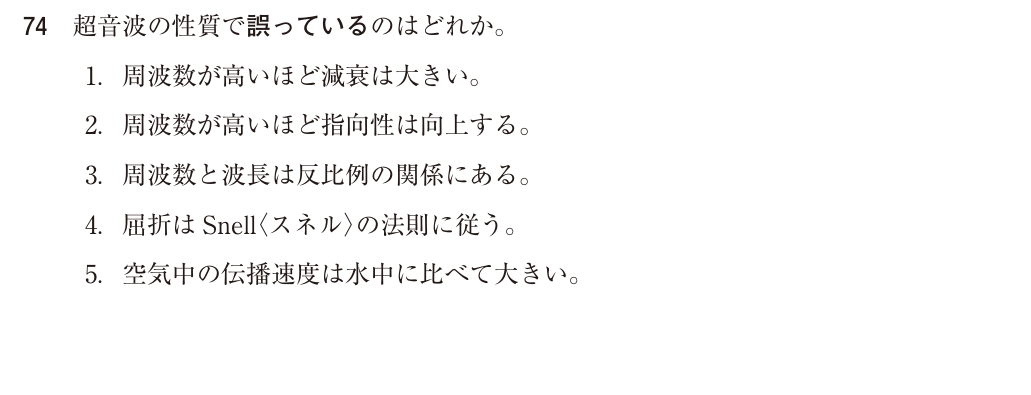 74 超音波の性質で誤っているのはどれか。
1. 周波数が高いほど減衰は大きい。
2. 周波数が高いほど指向性は向上する。
3. 周波数と波長は反比例の関係にある。
4. 屈折は Snell〈スネル〉の法則に従う。
5. 空気中の伝播速度は水中に比べて大きい。